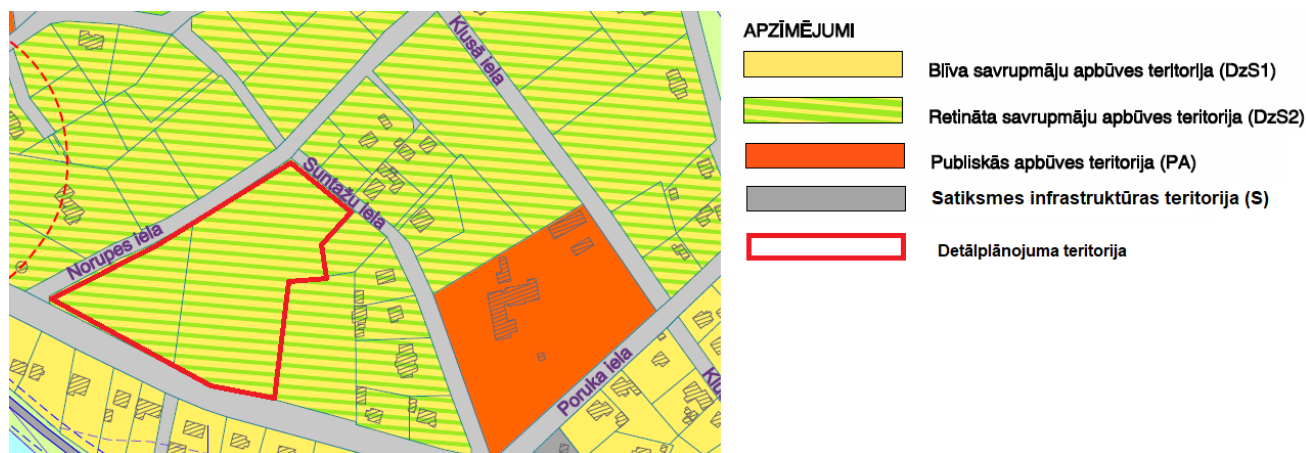 Klusā iela
Suntažu iela
Norupes iela
Poruka iela
APZĪMĒJUMI
Blīva savrupmāju apbūves teritorija (DzS1)
Retināta savrupmāju apbūves teritorija (DzS2)
Publiskās apbūves teritorija (PA)
Satiksmes infrastruktūras teritorija (S)
Detālplānojuma teritorija